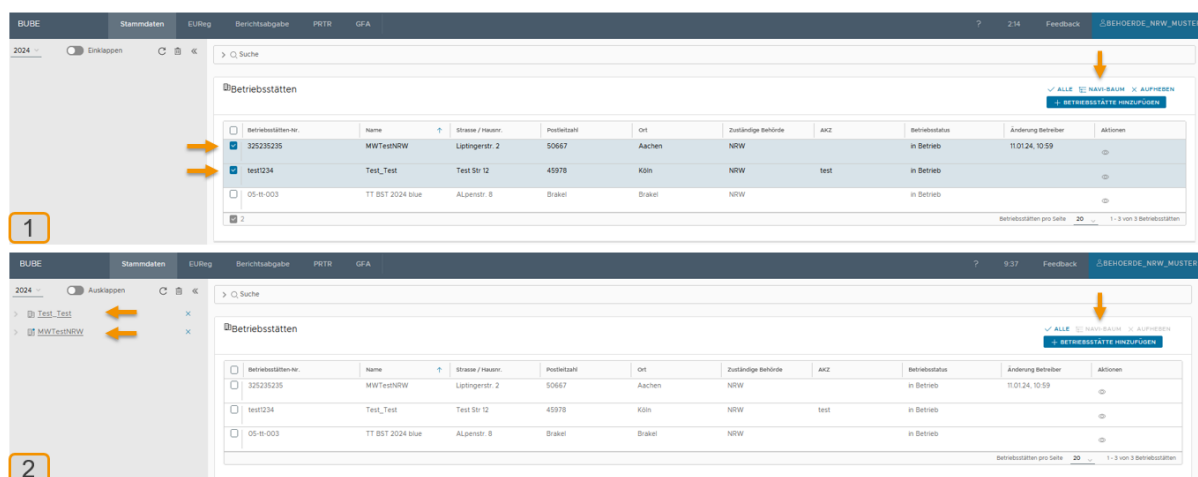 BUBE Stammdaten EUReg Berichtsabgabe PRTR GFA ? 2:14 Feedback BEHOERDE_NRW_MUSTER
2024 Einklappen Suche
Betriebsstätten ALLE NAVI-BAUM AUFHEBEN
+ BETRIEBSSTÄTTE HINZUFÜGEN
Betriebsstätten-Nr. Name Strasse / Hausnr. Postleitzahl Ort Zuständige Behörde AKZ Betriebsstatus Änderung Betreiber Aktionen
325235235 MWTestNRW Liptingerstr. 2 50667 Aachen NRW in Betrieb 11.01.24, 10:59
test1234 Test_Test Test Str 12 45978 Köln NRW test in Betrieb
05-tt-003 TT BST 2024 blue ALpenstr. 8 Brakel Brakel NRW in Betrieb
2 Betriebsstätten pro Seite 20 1 - 3 von 3 Betriebsstätten
1
BUBE Stammdaten EUReg Berichtsabgabe PRTR GFA ? 9:37 Feedback BEHOERDE_NRW_MUSTER
2024 Ausklappen Suche
Test_Test
MWTestNRW
Betriebsstätten ALLE NAVI-BAUM AUFHEBEN
+ BETRIEBSSTÄTTE HINZUFÜGEN
Betriebsstätten-Nr. Name Strasse / Hausnr. Postleitzahl Ort Zuständige Behörde AKZ Betriebsstatus Änderung Betreiber Aktionen
325235235 MWTestNRW Liptingerstr. 2 50667 Aachen NRW in Betrieb 11.01.24, 10:59
test1234 Test_Test Test Str 12 45978 Köln NRW test in Betrieb
05-tt-003 TT BST 2024 blue ALpenstr. 8 Brakel Brakel NRW in Betrieb
Betriebsstätten pro Seite 20 1 - 3 von 3 Betriebsstätten
2